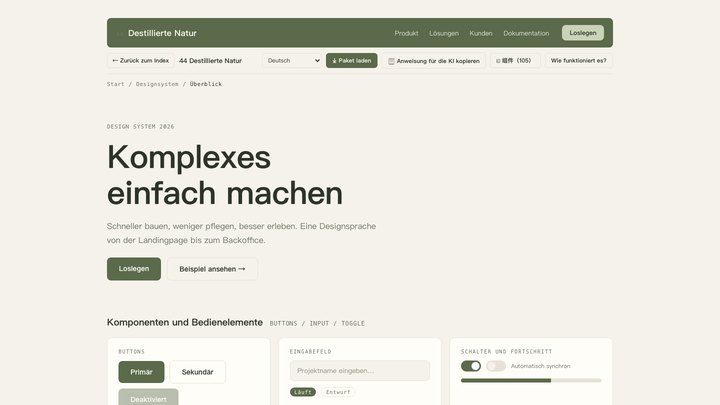 Destillierte Natur
Produkt Lösungen Kunden Dokumentation Loslegen
← Zurück zum Index 44 Destillierte Natur Deutsch Paket laden Anweisung für die KI kopieren 组件 (105) Wie funktioniert es?
Start / Designsystem / Überblick
DESIGN SYSTEM 2026
Komplexes
einfach machen
Schneller bauen, weniger pflegen, besser erleben. Eine Designsprache
von der Landingpage bis zum Backoffice.
Loslegen Beispiel ansehen →
Komponenten und Bedienelemente BUTTONS / INPUT / TOGGLE
BUTTONS
Primär Sekundär
Deaktiviert
EINGABEFELD
Projektname eingeben…
Läuft Entwurf
SCHALTER UND FORTSCHRITT
Automatisch synchron